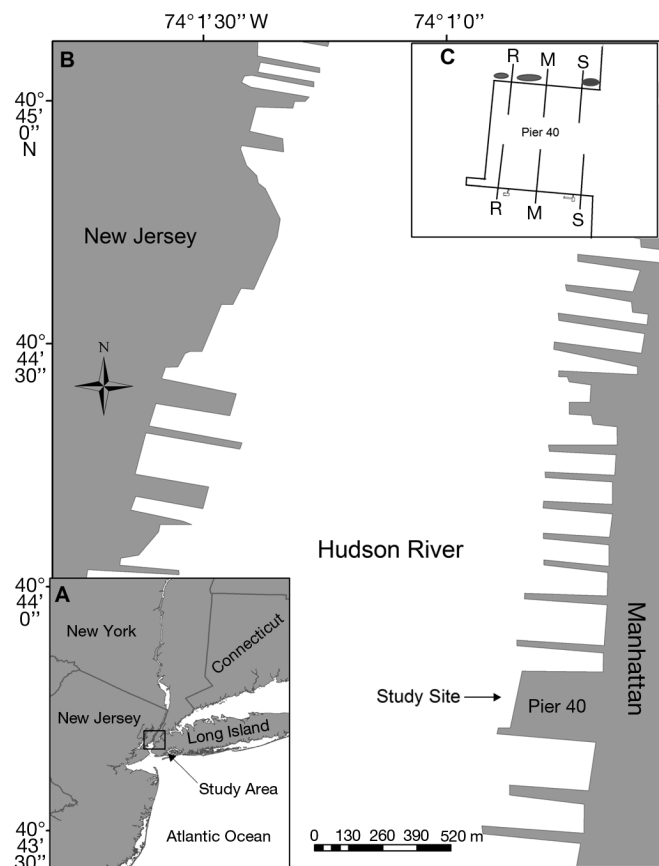 74° 1'30'' W
74° 1'0''
B
40°
45'
0''
N
New Jersey
N
40°
44'
30''
Hudson River
40°
44'
0''
Manhattan
Study Site
Pier 40
40°
43'
30''
0
130
260
390
520 m
C
R
M
S
Pier 40
R
M
S
A
New York
Connecticut
New Jersey
Long Island
Study Area
Atlantic Ocean